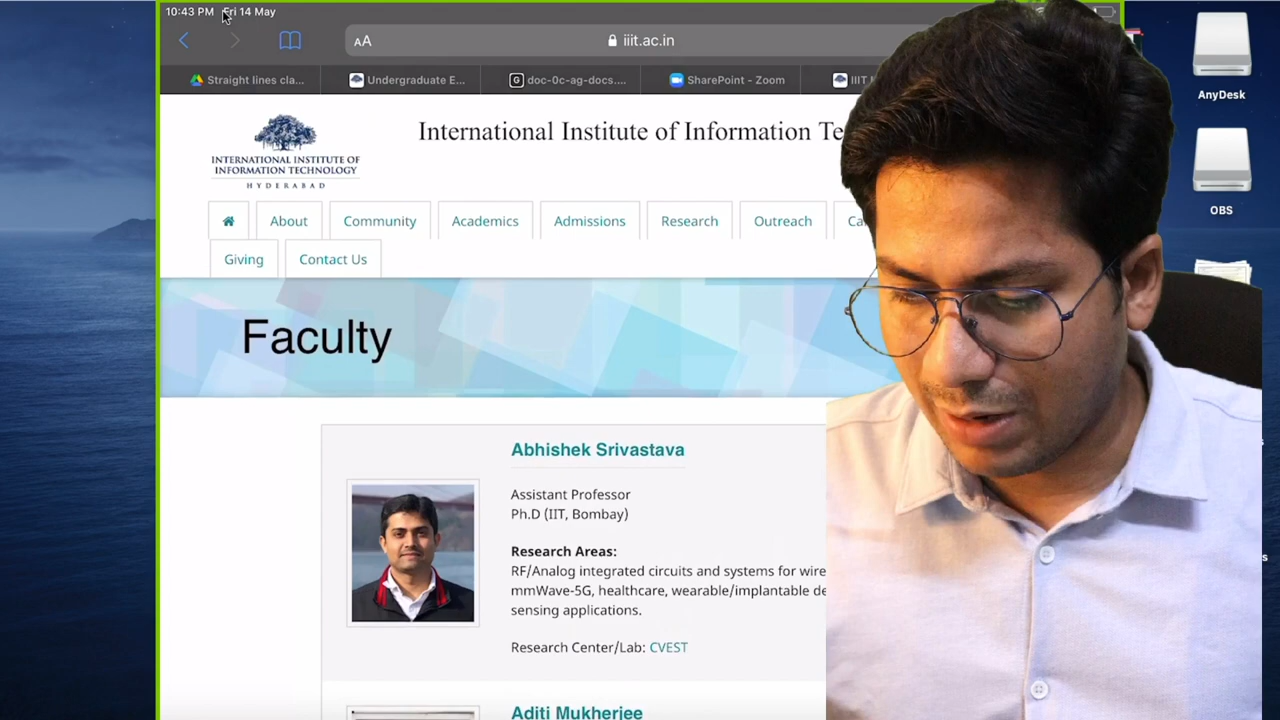 10:43 PM Fri 14 May
AA
iiit.ac.in
Straight lines cla...
Undergraduate E...
doc-0c-ag-docs....
SharePoint - Zoom
IIIT
INTERNATIONAL INSTITUTE OF
INFORMATION TECHNOLOGY
HYDERABAD
International Institute of Information Te
About
Community
Academics
Admissions
Research
Outreach
Ca
Giving
Contact Us
Faculty
Abhishek Srivastava
Assistant Professor
Ph.D (IIT, Bombay)
Research Areas:
RF/Analog integrated circuits and systems for wire
mmWave-5G, healthcare, wearable/implantable de
sensing applications.
Research Center/Lab: CVEST
Aditi Mukherjee
AnyDesk
OBS